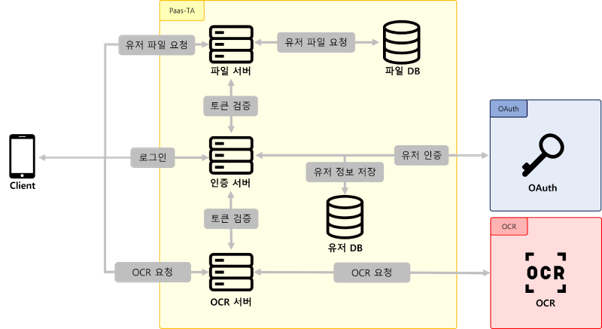 Paas-TA
유저 파일 요청
유저 파일 요청
파일 서버
파일 DB
토큰 검증
OAuth
Client
로그인
유저 인증
인증 서버
유저 정보 저장
OAuth
토큰 검증
유저 DB
OCR
OCR 요청
OCR 요청
OCR
OCR 서버
OCR